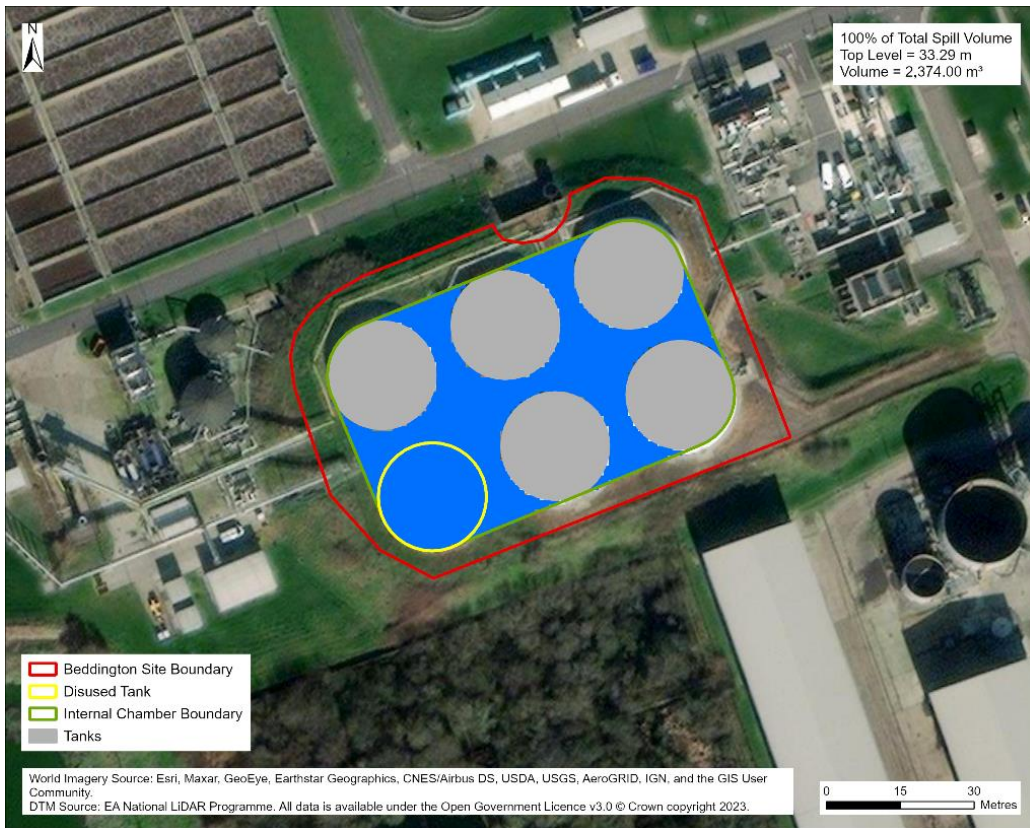 N
100% of Total Spill Volume
Top Level = 33.29 m
Volume = 2,374.00 m³
Beddington Site Boundary
Disused Tank
Internal Chamber Boundary
Tanks
World Imagery Source: Esri, Maxar, GeoEye, Earthstar Geographics, CNES/Airbus DS, USDA, USGS, AeroGRID, IGN, and the GIS User
Community.
DTM Source: EA National LiDAR Programme. All data is available under the Open Government Licence v3.0 © Crown copyright 2023.
0 15 30
Metres